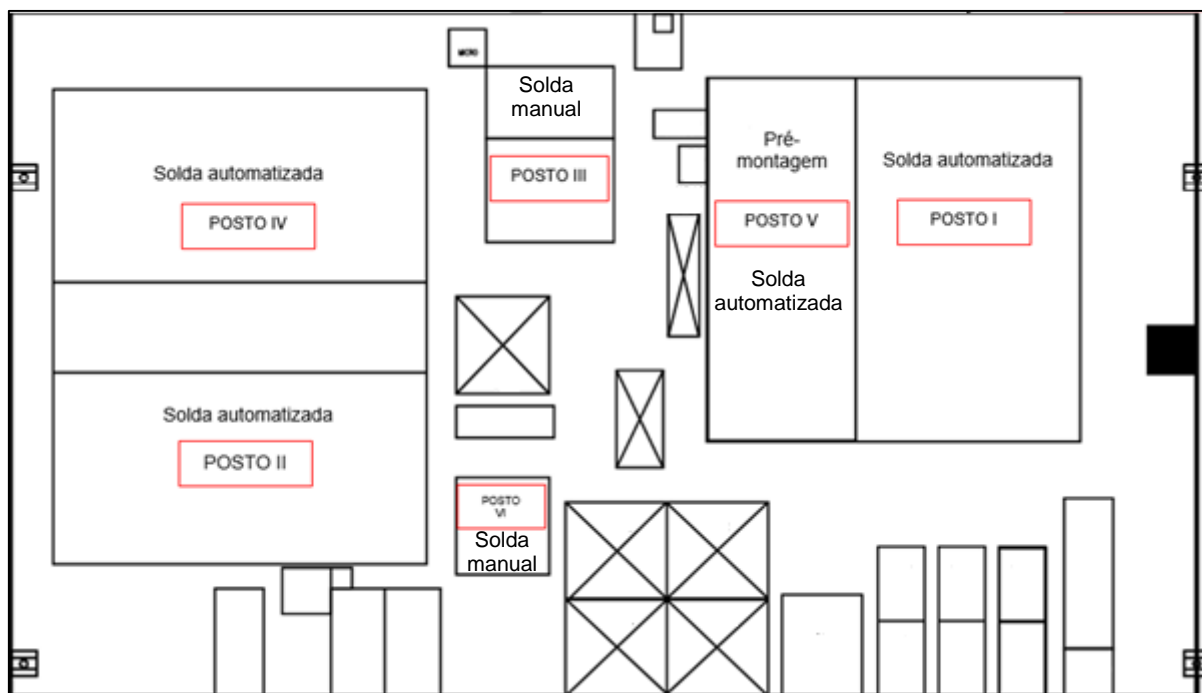 MICRO
Solda
manual
POSTO III
Pré-
montagem
POSTO V
Solda
automatizada
Solda automatizada
POSTO I
Solda automatizada
POSTO IV
Solda automatizada
POSTO II
POSTO
VI
Solda
manual